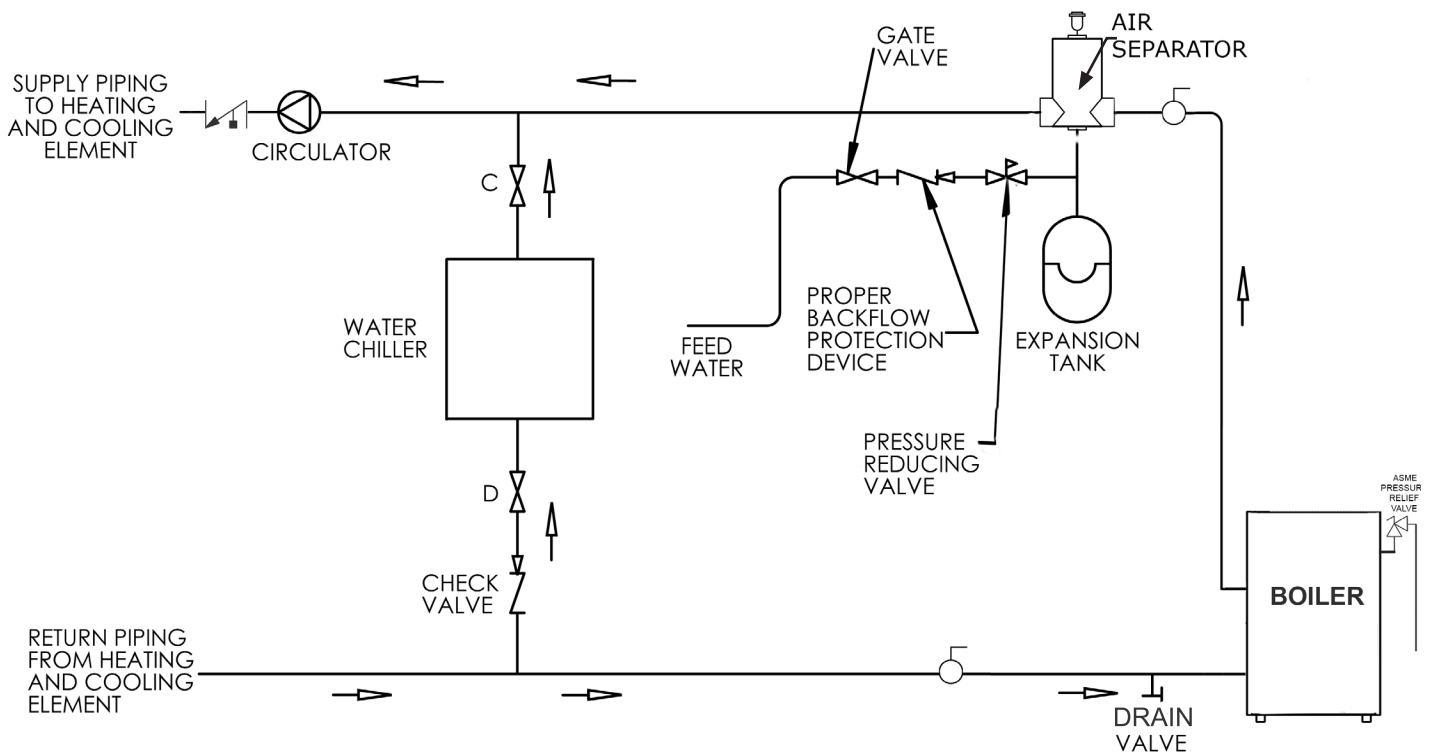 AIR
SEPARATOR
GATE
VALVE
SUPPLY PIPING
TO HEATING
AND COOLING
ELEMENT
CIRCULATOR
C
WATER
CHILLER
FEED
WATER
PROPER
BACKFLOW
PROTECTION
DEVICE
EXPANSION
TANK
PRESSURE
REDUCING
VALVE
D
ASME
PRESSUR
RELIEF
VALVE
CHECK
VALVE
BOILER
RETURN PIPING
FROM HEATING
AND COOLING
ELEMENT
DRAIN
VALVE